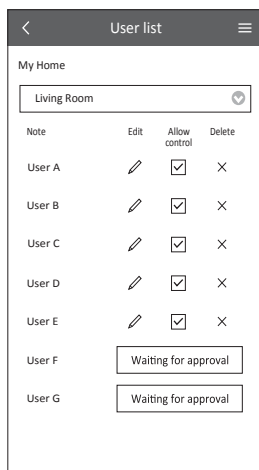 User list
My Home
Living Room
Note Edit Allow control Delete
User A
User B
User C
User D
User E
User F Waiting for approval
User G Waiting for approval